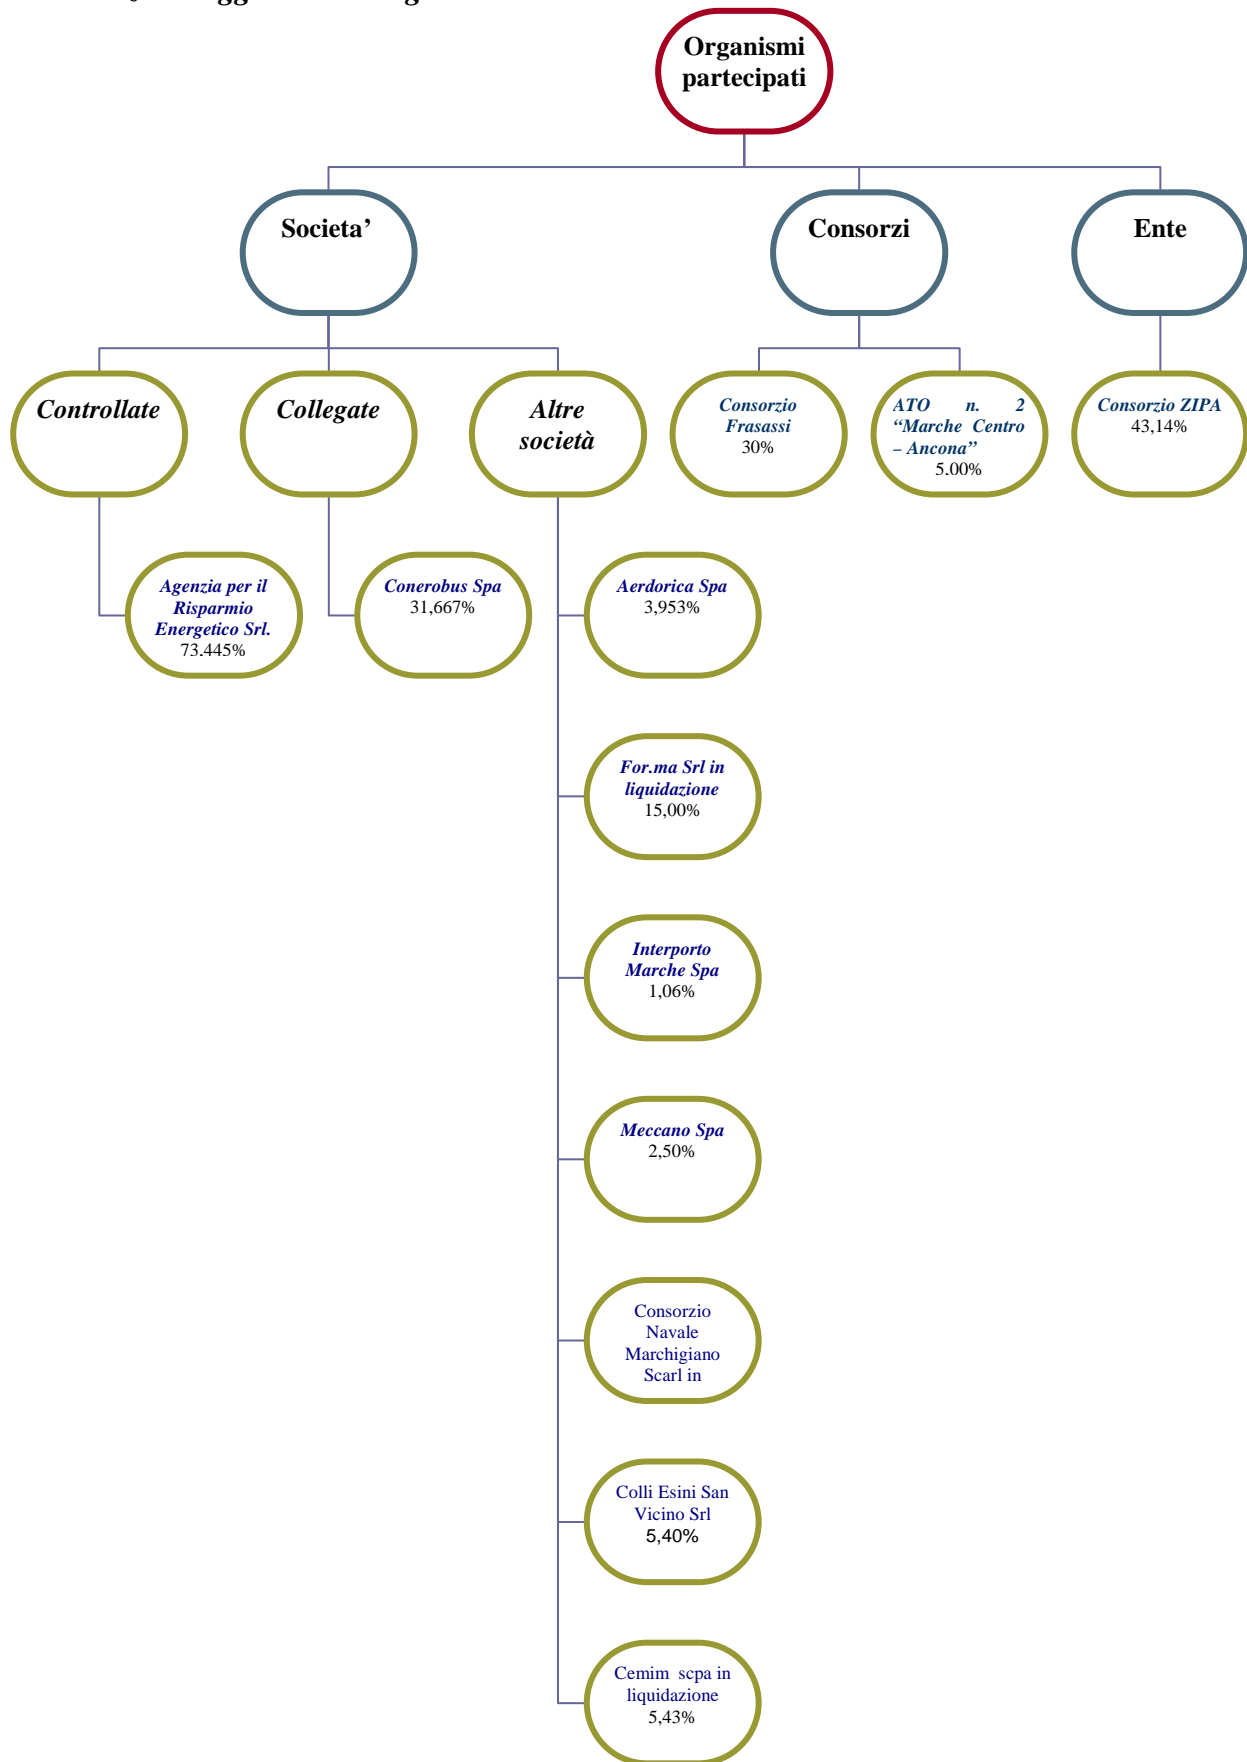 Organismi
partecipati
Societa’
Consorzi
Ente
Controllate
Collegate
Altre
società
Consorzio
Frasassi
30%
ATO n. 2
“Marche Centro
– Ancona”
5.00%
Consorzio ZIPA
43,14%
Agenzia per il
Risparmio
Energetico Srl.
73.445%
Conerobus Spa
31,667%
Aerdorica Spa
3,953%
For.ma Srl in
liquidazione
15,00%
Interporto
Marche Spa
1,06%
Meccano Spa
2,50%
Consorzio
Navale
Marchigiano
Scarl in
Colli Esini San
Vicino Srl
5,40%
Cemim scpa in
liquidazione
5,43%